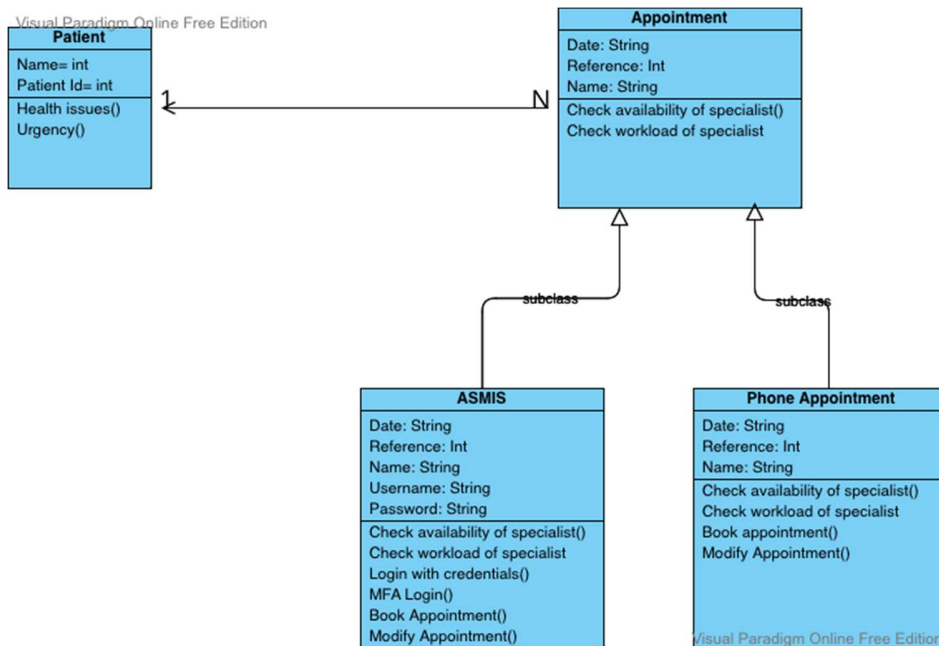 Visual Paradigm Online Free Edition
Patient
Name= int
Patient Id= int
Health issues()
Urgency()
1
N
Appointment
Date: String
Reference: Int
Name: String
Check availability of specialist()
Check workload of specialist
subclass
subclass
ASMIS
Date: String
Reference: Int
Name: String
Username: String
Password: String
Check availability of specialist()
Check workload of specialist
Login with credentials()
MFA Login()
Book Appointment()
Modify Appointment()
Phone Appointment
Date: String
Reference: Int
Name: String
Check availability of specialist()
Check workload of specialist
Book appointment()
Modify Appointment()
Visual Paradigm Online Free Edition